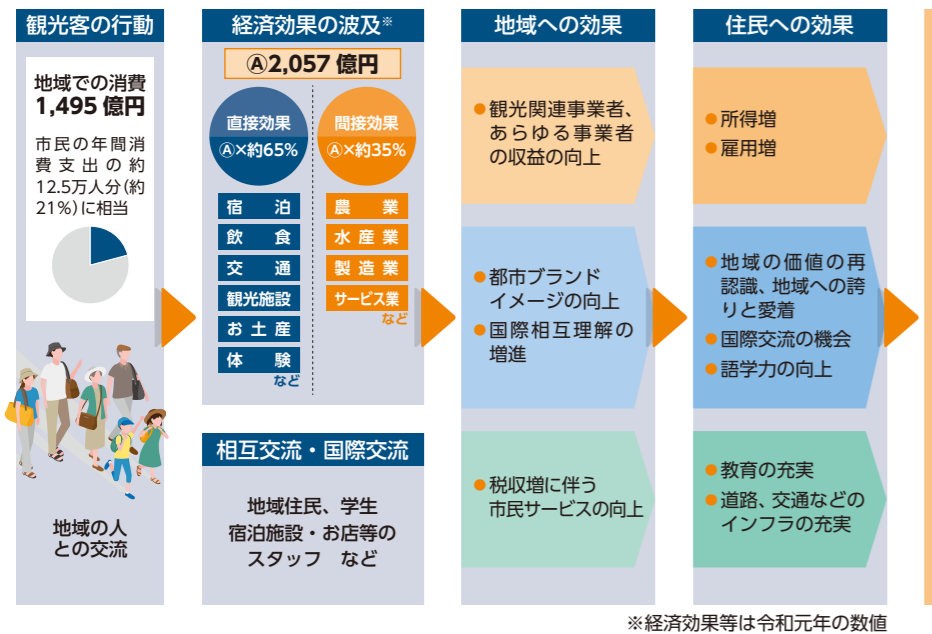 観光客の行動
地域での消費
1,495 億円
市民の年間消
費支出の約
12.5万人分(約
21%)に相当
地域の人
との交流
経済効果の波及※
Ⓐ2,057 億円
直接効果
Ⓐ×約65%
宿泊
飲食
交通
観光施設
お土産
体験
など
間接効果
Ⓐ×約35%
農業
水産業
製造業
サービス業
など
相互交流・国際交流
地域住民、学生
宿泊施設・お店等の
スタッフ など
地域への効果
●観光関連事業者、
あらゆる事業者
の収益の向上
●都市ブランド
イメージの向上
●国際相互理解の
増進
●税収増に伴う
市民サービスの向上
住民への効果
●所得増
●雇用増
●地域の価値の再
認識、地域への誇
りと愛着
●国際交流の機会
●語学力の向上
●教育の充実
●道路、交通などの
インフラの充実
※経済効果等は令和元年の数値